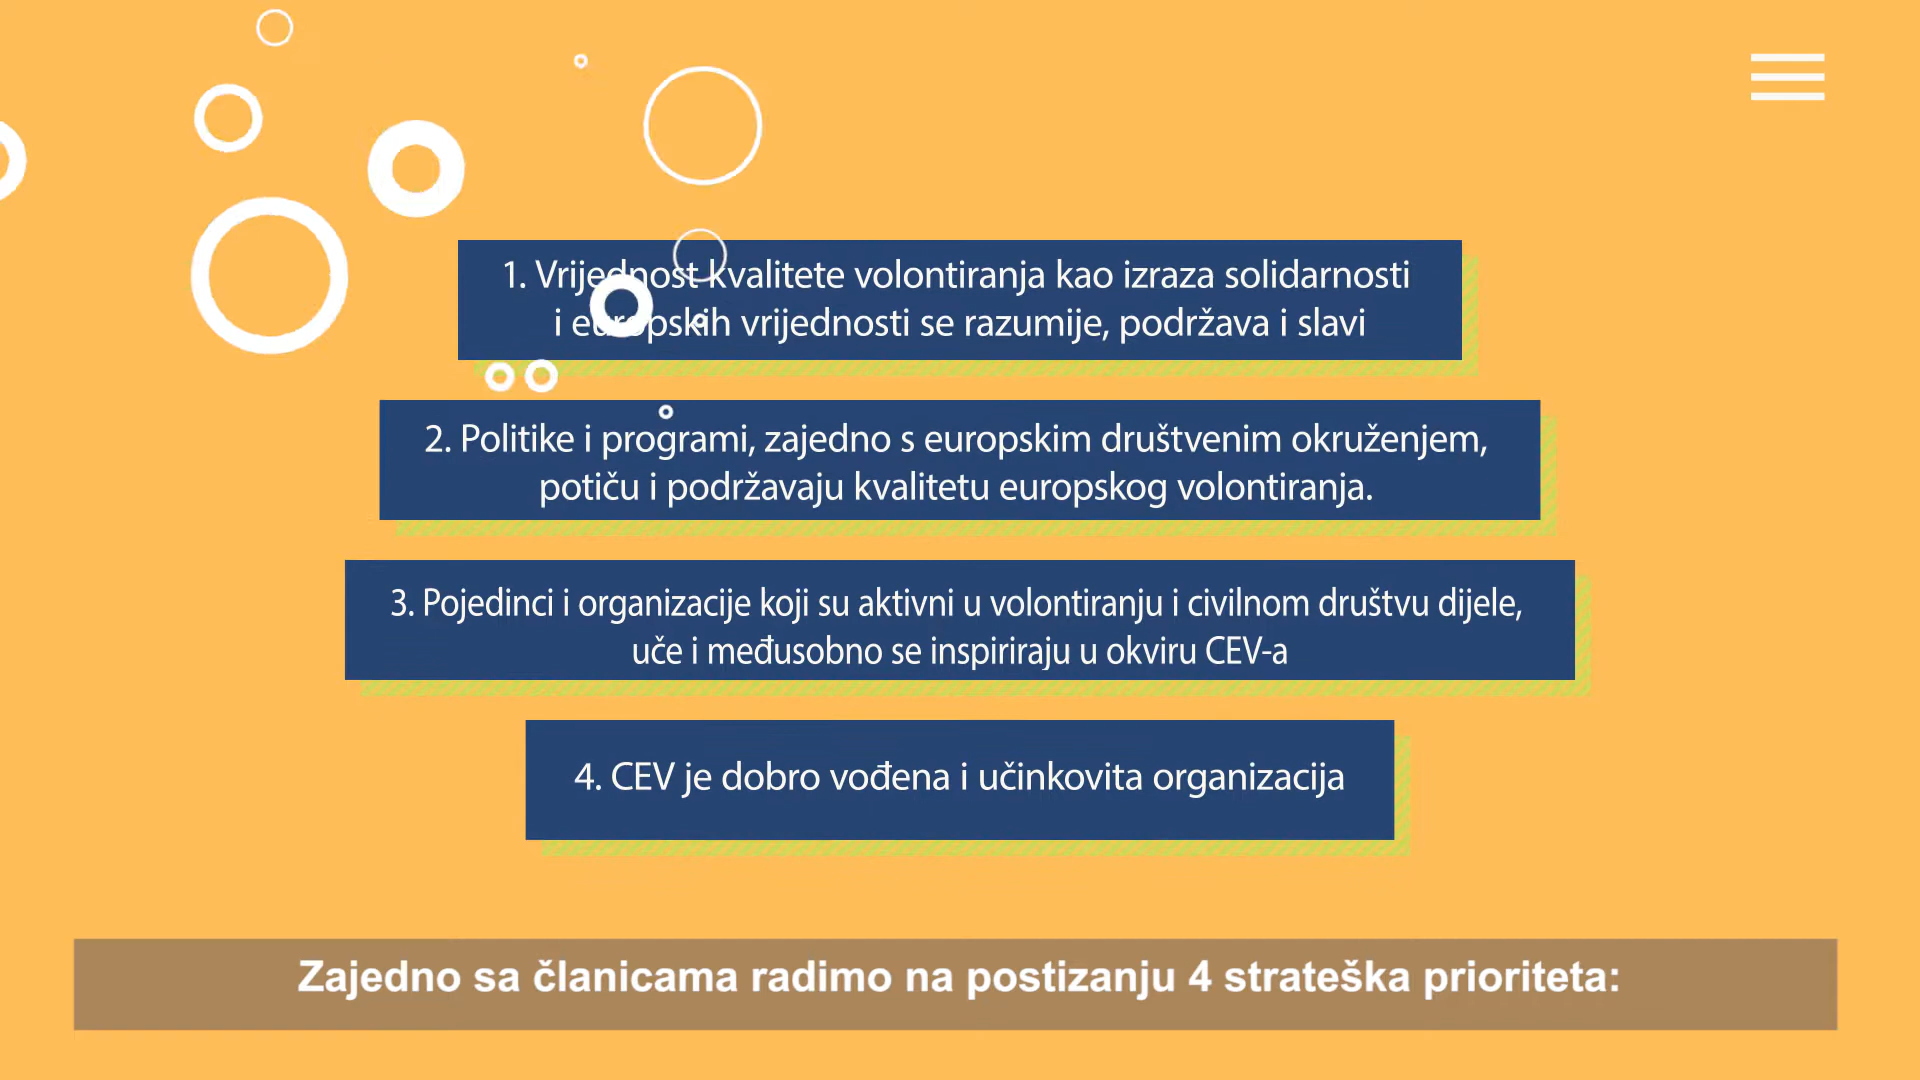 1. Vrijednost kvalitete volontiranja kao izraza solidarnosti
i europskih vrijednosti se razumije, podržava i slavi
2. Politike i programi, zajedno s europskim društvenim okruženjem,
potiču i podržavaju kvalitetu europskog volontiranja.
3. Pojedinci i organizacije koji su aktivni u volontiranju i civilnom društvu dijele,
uče i međusobno se inspiriraju u okviru CEV-a
4. CEV je dobro vođena i učinkovita organizacija
Zajedno sa članicama radimo na postizanju 4 strateška prioriteta: